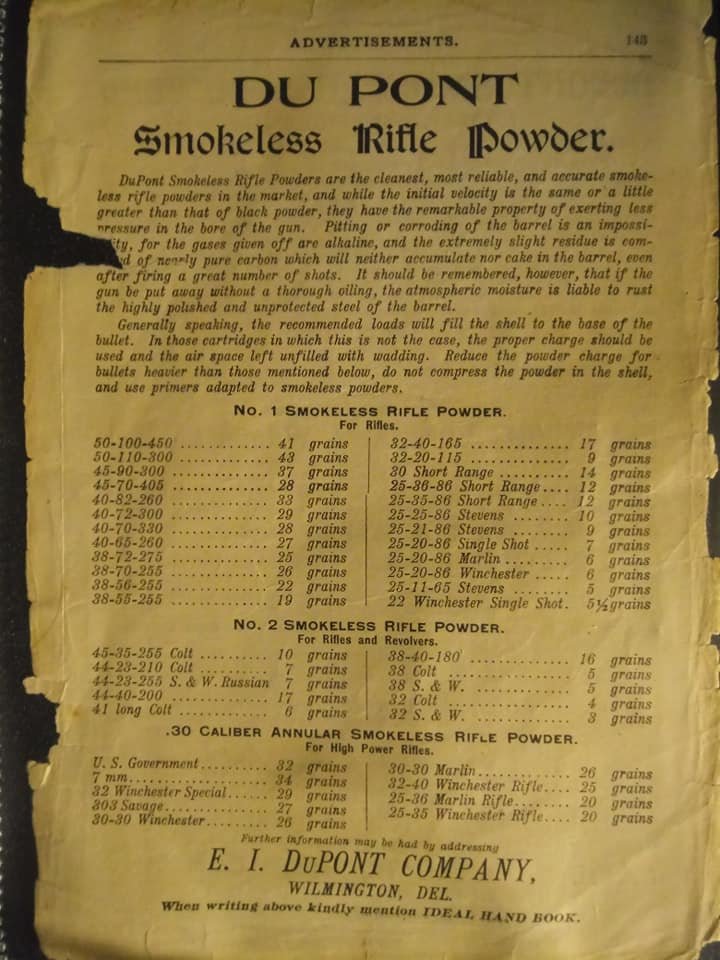 ADVERTISEMENTS. 143
DU PONT
Smokeless Rifle Powder.
DuPont Smokeless Rifle Powders are the cleanest, most reliable, and accurate smoke-
less rifle powders in the market, and while the initial velocity is the same or a little
greater than that of black powder, they have the remarkable property of exerting less
pressure in the bore of the gun. Pitting or corroding of the barrel is an impossi-
ity, for the gases given off are alkaline, and the extremely slight residue is com-
d of nearly pure carbon which will neither accumulate nor cake in the barrel, even
after firing a great number of shots. It should be remembered, however, that if the
gun be put away without a thorough oiling, the atmospheric moisture is liable to rust
the highly polished and unprotected steel of the barrel.
Generally speaking, the recommended loads will fill the shell to the base of the
bullet. In those cartridges in which this is not the case, the proper charge should be
used and the air space left unfilled with wadding. Reduce the powder charge for
bullets heavier than those mentioned below, do not compress the powder in the shell,
and use primers adapted to smokeless powders.
No. 1 SMOKELESS RIFLE POWDER.
For Rifles.
50-100-450 ............ 41 grains
50-110-300 ............ 43 grains
45-90-300 ............ 37 grains
45-70-405 ............ 28 grains
40-82-260 ............ 33 grains
40-72-300 ............ 29 grains
40-70-330 ............ 28 grains
40-65-260 ............ 27 grains
38-72-275 ............ 25 grains
38-70-255 ............ 26 grains
38-56-255 ............ 22 grains
38-55-255 ............ 19 grains
32-40-165 ............ 17 grains
32-20-115 ............ 9 grains
30 Short Range ......... 14 grains
25-36-86 Short Range .... 12 grains
25-35-86 Short Range .... 12 grains
25-25-86 Stevens ........ 10 grains
25-21-86 Stevens ........ 9 grains
25-20-86 Single Shot ..... 7 grains
25-20-86 Marlin ......... 6 grains
25-20-86 Winchester ..... 6 grains
25-11-65 Stevens ........ 5 grains
22 Winchester Single Shot. 5½ grains
No. 2 SMOKELESS RIFLE POWDER.
For Rifles and Revolvers.
45-35-255 Colt .......... 10 grains
44-23-210 Colt .......... 7 grains
44-23-255 S. & W. Russian 7 grains
44-40-200 ............ 17 grains
41 long Colt ............ 6 grains
38-40-180 ............ 16 grains
38 Colt ............ 5 grains
38 S. & W. ............ 5 grains
32 Colt ............ 4 grains
32 S. & W. ............ 3 grains
.30 CALIBER ANNULAR SMOKELESS RIFLE POWDER.
For High Power Rifles.
U. S. Government.......... 32 grains
7 mm.................... 34 grains
32 Winchester Special...... 29 grains
303 Savage.............. 27 grains
30-30 Winchester......... 26 grains
30-30 Marlin............. 26 grains
32-40 Winchester Rifle.... 25 grains
25-36 Marlin Rifle........ 20 grains
25-35 Winchester Rifle.... 20 grains
Further information may be had by addressing
E. I. DuPONT COMPANY,
WILMINGTON, DEL.
When writing above kindly mention IDEAL HAND BOOK.